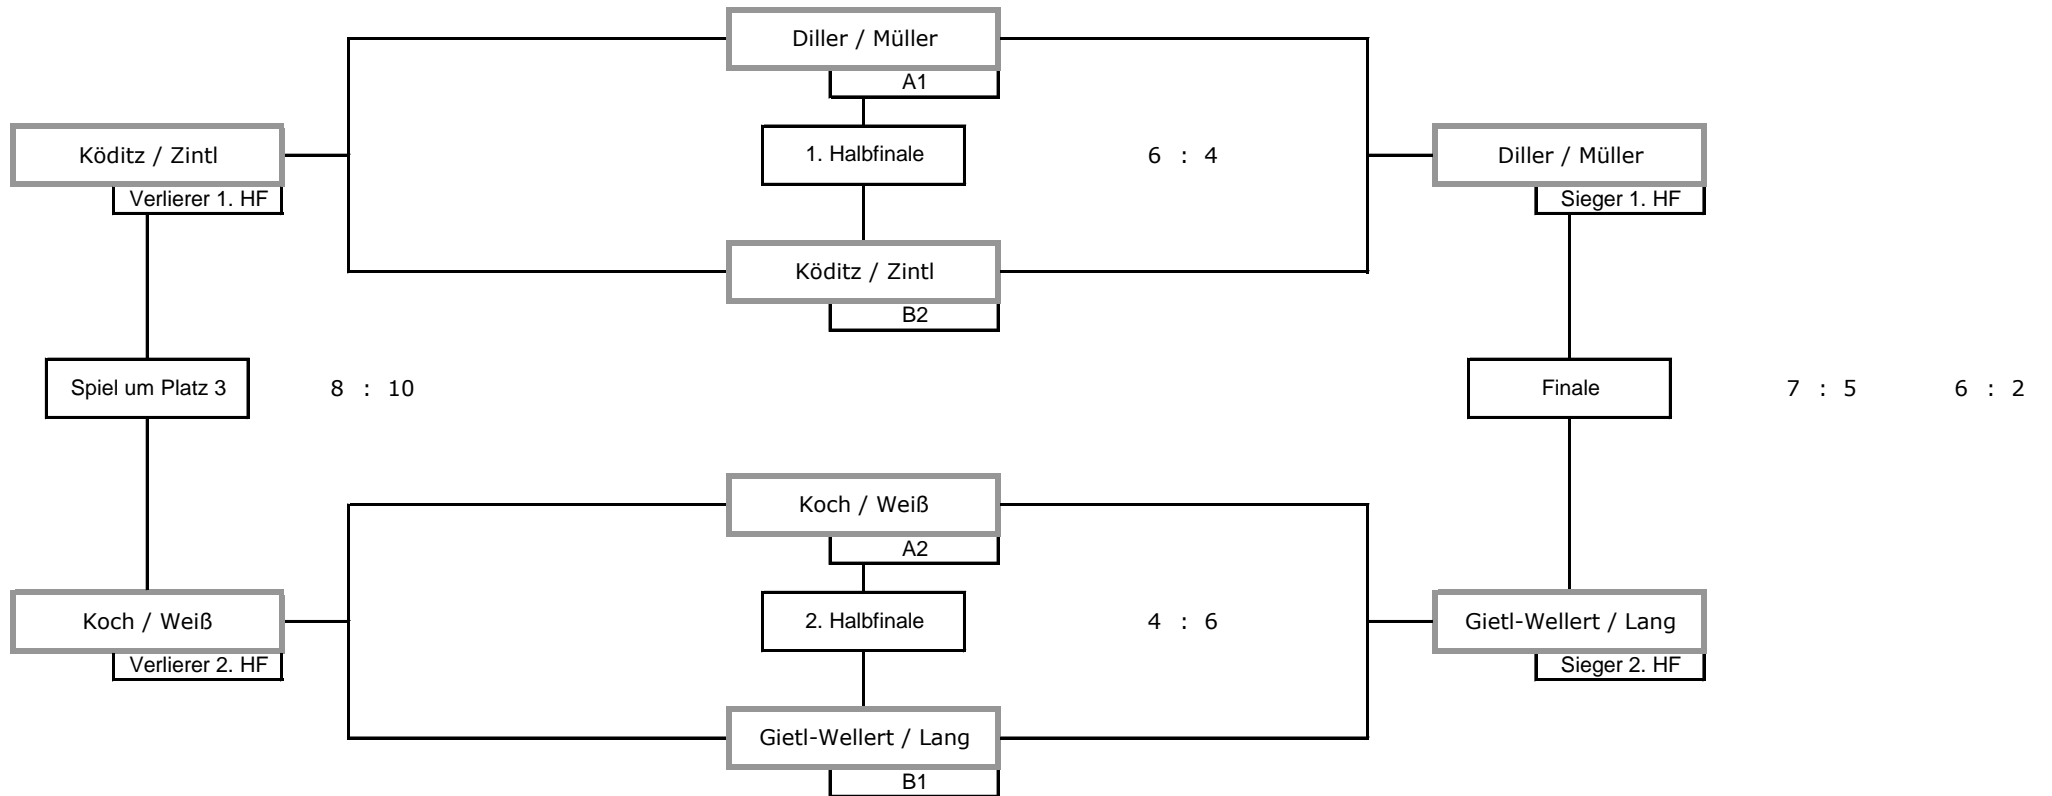 Diller / Müller
A1
Köditz / Zintl
1. Halbfinale
6 : 4
Diller / Müller
Verlierer 1. HF
Sieger 1. HF
Köditz / Zintl
B2
Spiel um Platz 3
8 : 10
Finale
7 : 5
6 : 2
Koch / Weiß
A2
Koch / Weiß
2. Halbfinale
4 : 6
Gietl-Wellert / Lang
Verlierer 2. HF
Sieger 2. HF
Gietl-Wellert / Lang
B1